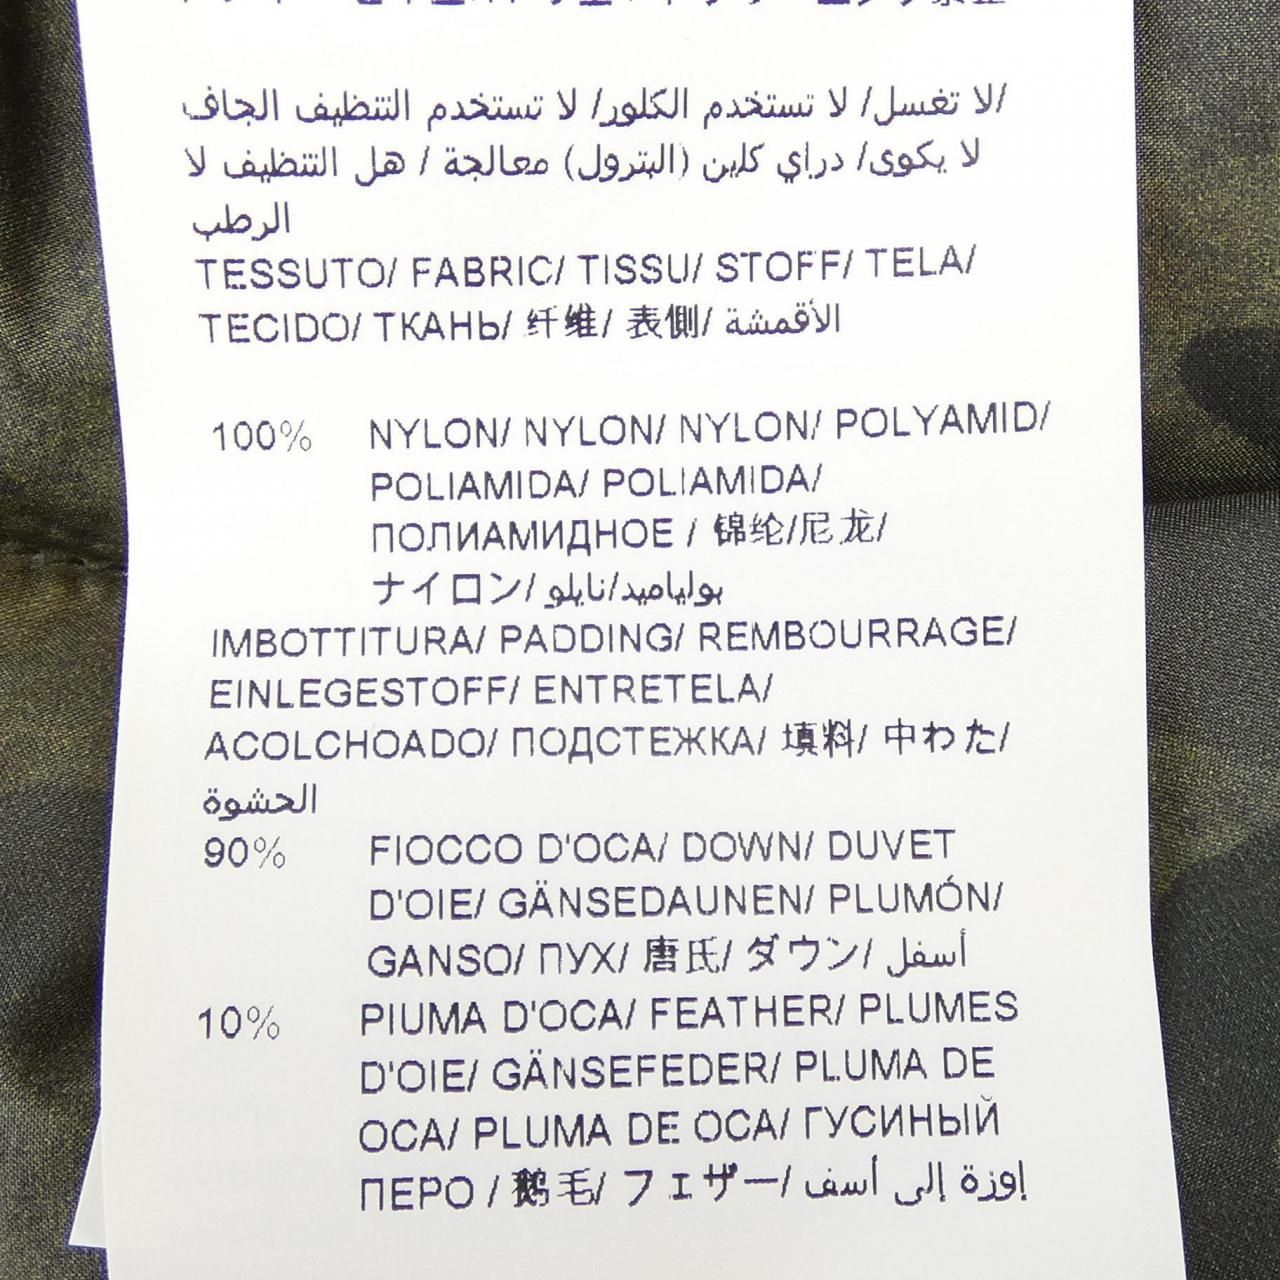 لا تغسل/ لا تستخدم الكلور/ لا تستخدم التنظيف الجاف/
لا يكوى/ دراي كلين (البترول) معالجة / هل التنظيف لا
الرطب
TESSUTO/ FABRIC/ TISSU/ STOFF/ TELA/
TECIDO/ ТКАНЬ/ 纤维/ 表側/ الأقمشة
100% NYLON/ NYLON/ NYLON/ POLYAMID/
POLIAMIDA/ POLIAMIDA/
ПОЛИАМИДНОЕ / 锦纶/尼龙/
ナイロン/ بولياميد/نايلو
IMBOTTITURA/ PADDING/ REMBOURRAGE/
EINLEGESTOFF/ ENTRETELA/
ACOLCHOADO/ ПОДСТЕЖКА/ 填料/ 中わた/
الحشوة
90% FIOCCO D'OCA/ DOWN/ DUVET
D'OIE/ GÄNSEDAUNEN/ PLUMÓN/
GANSO/ ПУХ/ 唐氏/ ダウン/ أسفل
10% PIUMA D'OCA/ FEATHER/ PLUMES
D'OIE/ GÄNSEFEDER/ PLUMA DE
OCA/ PLUMA DE OCA/ ГУСИНЫЙ
ПЕРО / 鹅毛/ フェザー/ إوزة إلى أسف